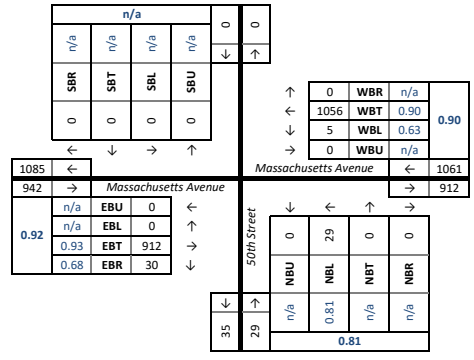 n/a
0 0
n/a n/a n/a n/a
↓ ↑
SBR SBT SBL SBU
0 0 0 0
↑ 0 WBR n/a
← 1056 WBT 0.90
0.90
↓ 5 WBL 0.63
→ 0 WBU n/a
← ↓ → ↑
1085 ← Massachusetts Avenue ← 1061
942 → Massachusetts Avenue → 912
n/a EBU 0 ←
n/a EBL 0 ↑
0.92
0.93 EBT 912 →
0.68 EBR 30 ↓
50th Street
↓ ← ↑ →
0 29 0 0
NBU NBL NBT NBR
n/a 0.81 n/a n/a
↓ ↑
35 29
0.81